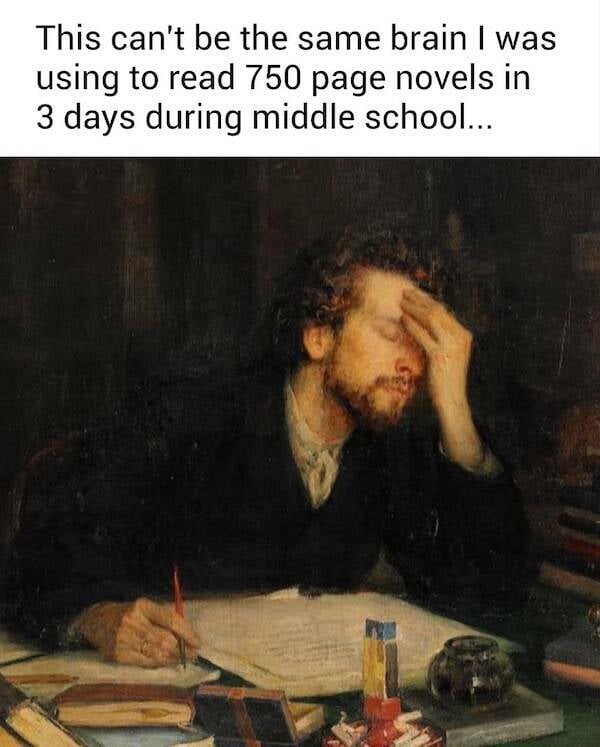 This can't be the same brain I was
using to read 750 page novels in
3 days during middle school...